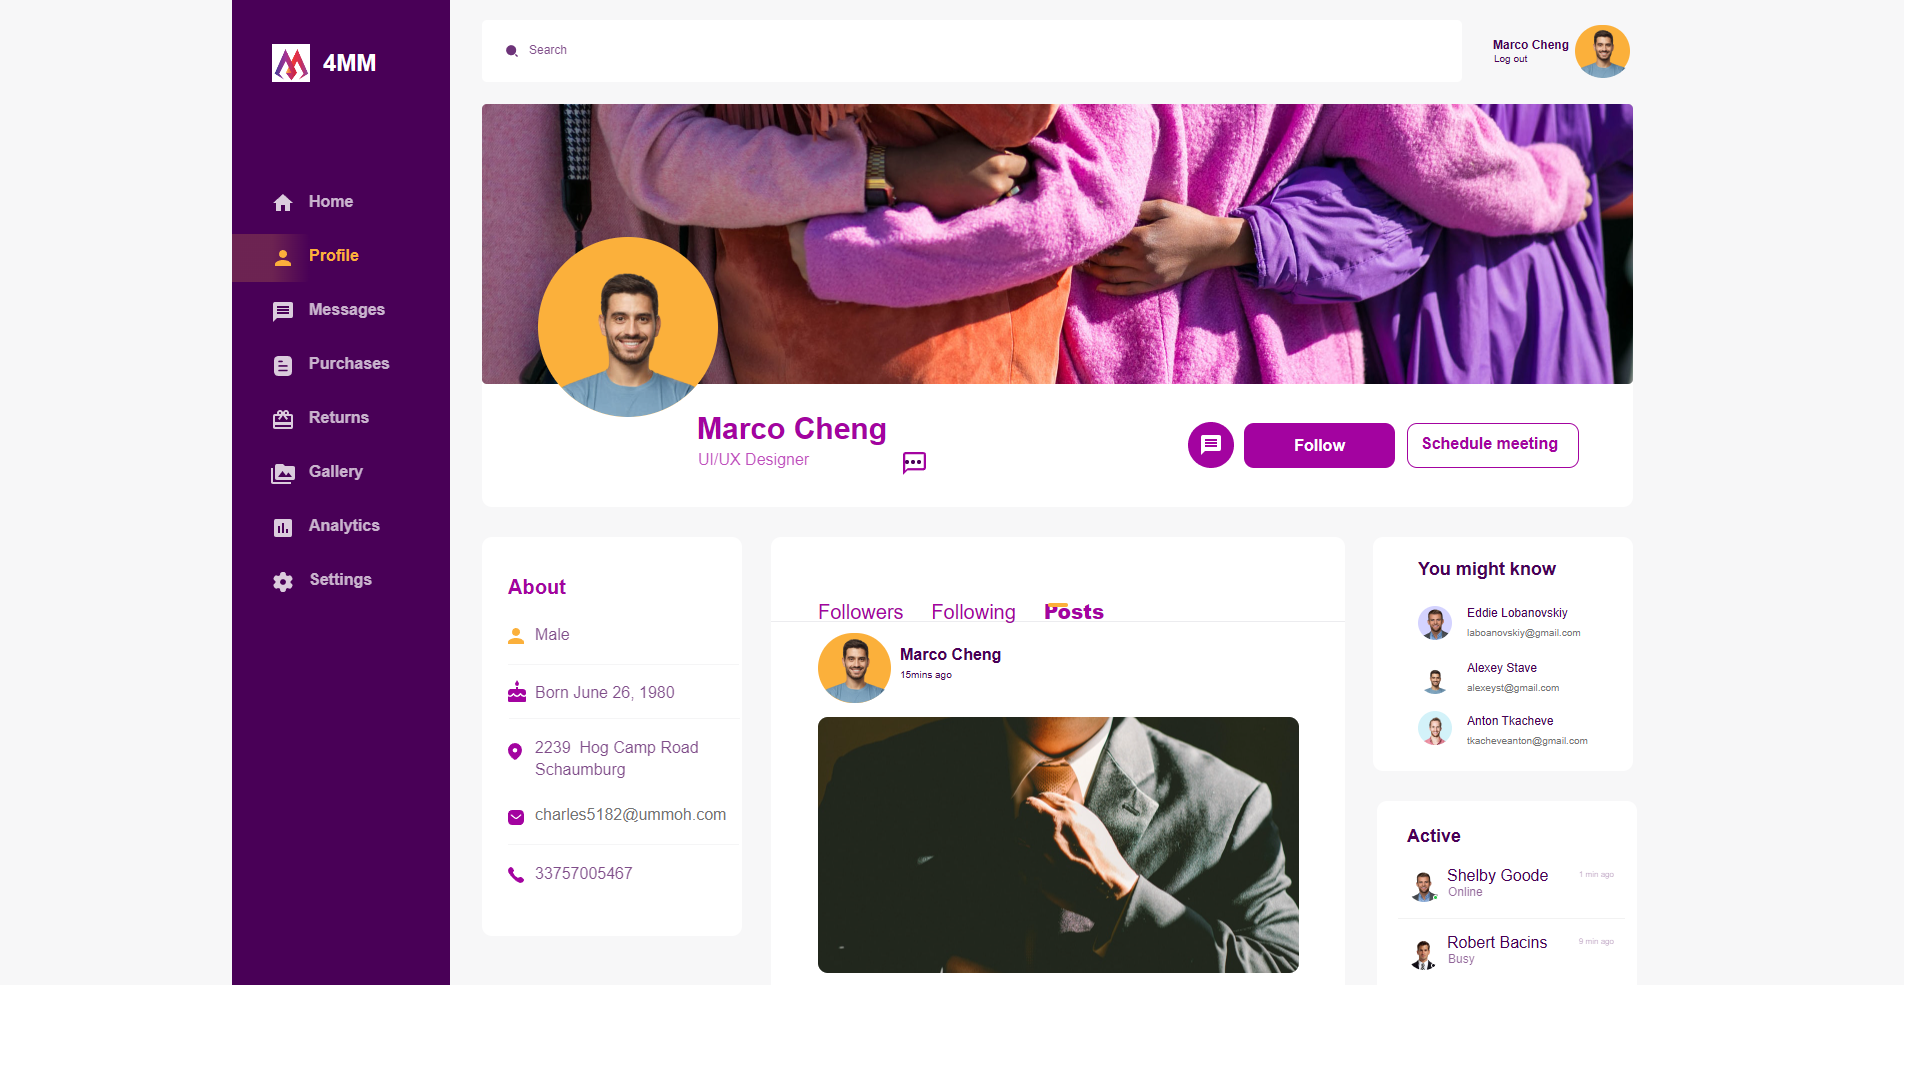 4MM
Home
Profile
Messages
Purchases
Returns
Gallery
Analytics
Settings
Search
Marco Cheng
Log out
Marco Cheng
UI/UX Designer
Follow
Schedule meeting
About
Male
Born June 26, 1980
2239 Hog Camp Road
Schaumburg
charles5182@ummoh.com
33757005467
Followers Following Posts
Marco Cheng
15mins ago
You might know
Eddie Lobanovskiy
laboanovskiy@gmail.com
Alexey Stave
alexeyst@gmail.com
Anton Tkacheve
tkacheveanton@gmail.com
Active
Shelby Goode
1 min ago
Online
Robert Bacins
9 min ago
Busy